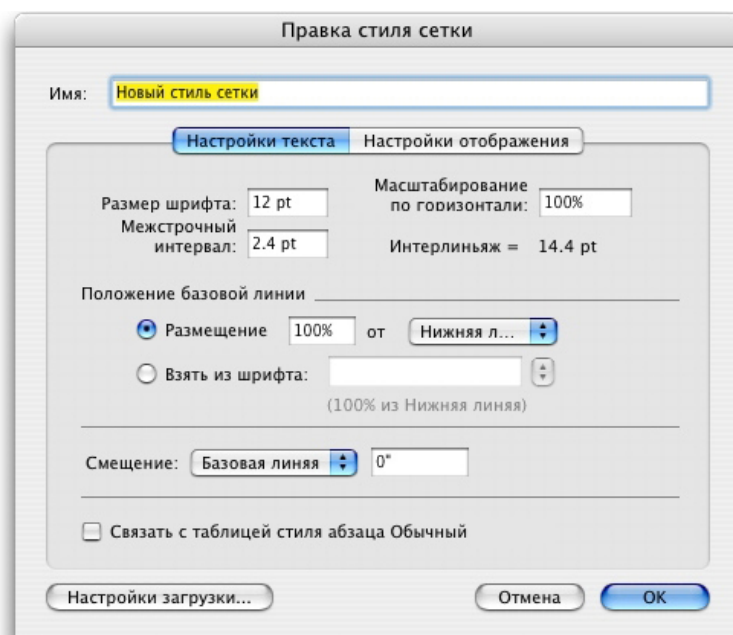 Правка стиля сетки
Имя: Новый стиль сетки
Настройки текста Настройки отображения
Размер шрифта: 12 pt
Масштабирование
по горизонтали: 100%
Межстрочный
интервал: 2.4 pt
Интерлиньяж = 14.4 pt
Положение базовой линии
Размещение 100% от Нижняя л...
Взять из шрифта:
(100% из Нижняя линяя)
Смещение: Базовая линяя 0"
Связать с таблицей стиля абзаца Обычный
Настройки загрузки... Отмена OK